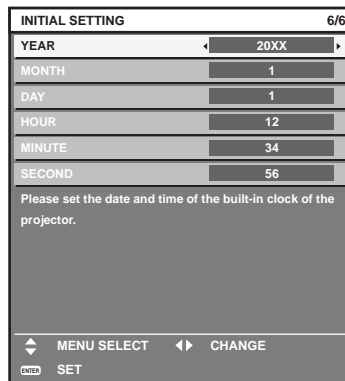 INITIAL SETTING 6/6
YEAR 20XX
MONTH 1
DAY 1
HOUR 12
MINUTE 34
SECOND 56
Please set the date and time of the built-in clock of the
projector.
MENU SELECT CHANGE
ENTER SET